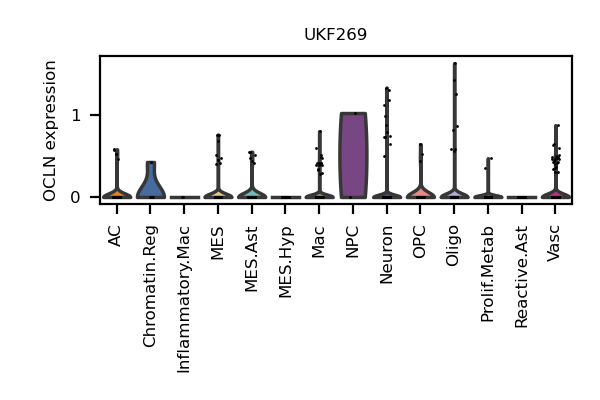 UKF269
OCLN expression
1
0
AC
Chromatin.Reg
Inflammatory.Mac
MES
MES.Ast
MES.Hyp
Mac
NPC
Neuron
OPC
Oligo
Prolif.Metab
Reactive.Ast
Vasc